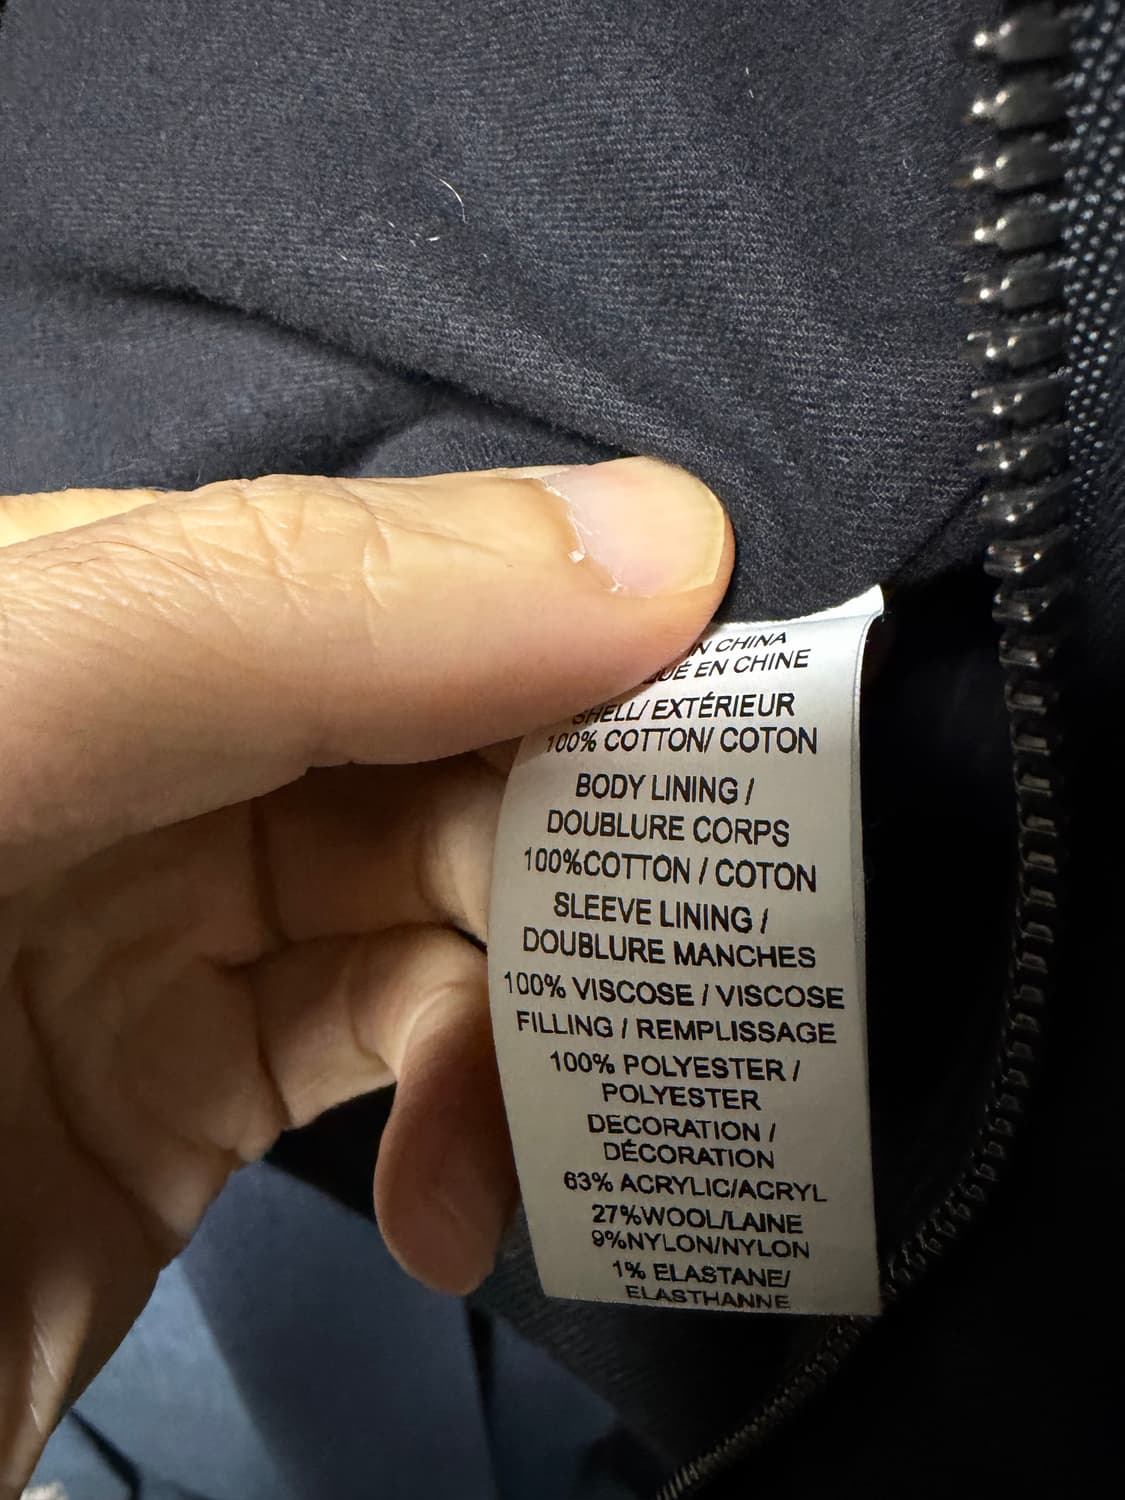 IN CHINA
EN CHINE
SHELL/ EXTÉRIEUR
100% COTTON/ COTON
BODY LINING /
DOUBLURE CORPS
100%COTTON / COTON
SLEEVE LINING /
DOUBLURE MANCHES
100% VISCOSE / VISCOSE
FILLING / REMPLISSAGE
100% POLYESTER /
POLYESTER
DECORATION /
DÉCORATION
63% ACRYLIC/ACRYL
27%WOOL/LAINE
9%NYLON/NYLON
1% ELASTANE/
ELASTHANNE